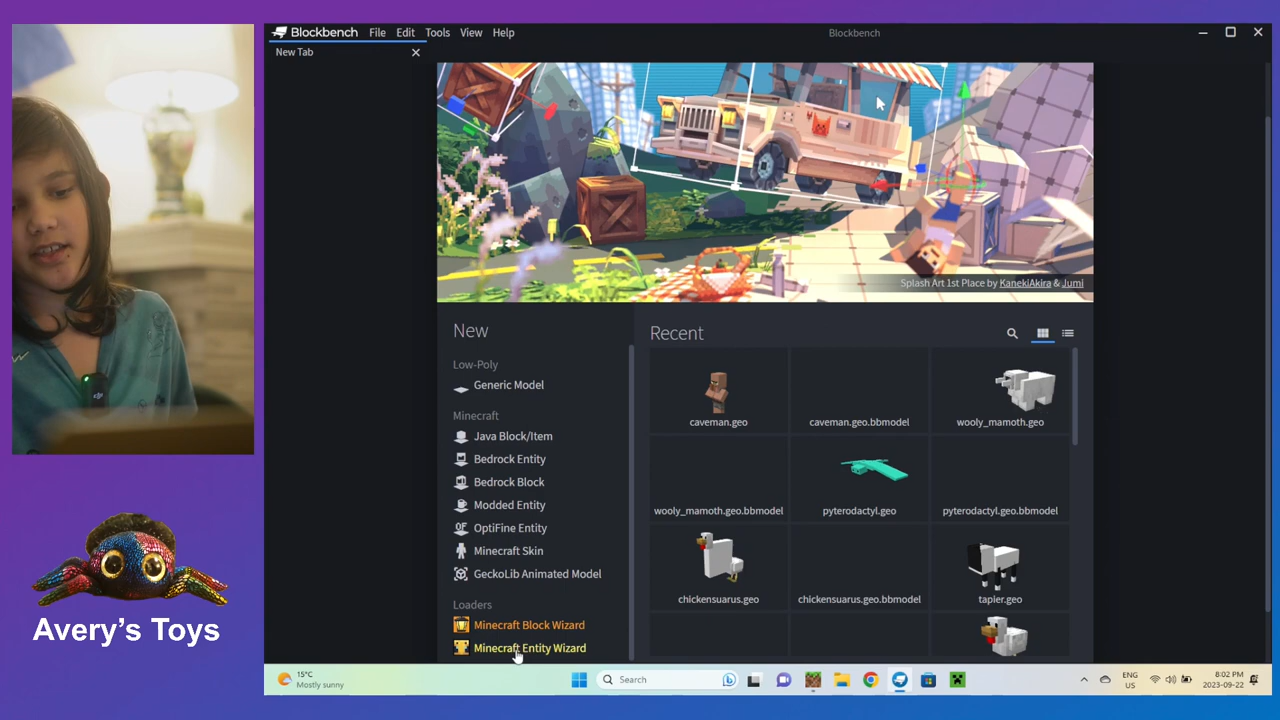 Blockbench File Edit Tools View Help Blockbench
New Tab
Splash Art 1st Place by KanekiAkira & Jumi
New
Low-Poly
Generic Model
Minecraft
Java Block/Item
Bedrock Entity
Bedrock Block
Modded Entity
OptiFine Entity
Minecraft Skin
GeckoLib Animated Model
Loaders
Minecraft Block Wizard
Minecraft Entity Wizard
Recent
caveman.geo caveman.geo.bbmodel wooly_mammoth.geo
wooly_mamoth.geo.bbmodel pyterodactyl.geo pyterodactyl.geo.bbmodel
chickensuarus.geo chickensuarus.geo.bbmodel tapler.geo
Avery's Toys
15°C
Mostly sunny
Search
ENG
US
8:02 PM
2023-09-22